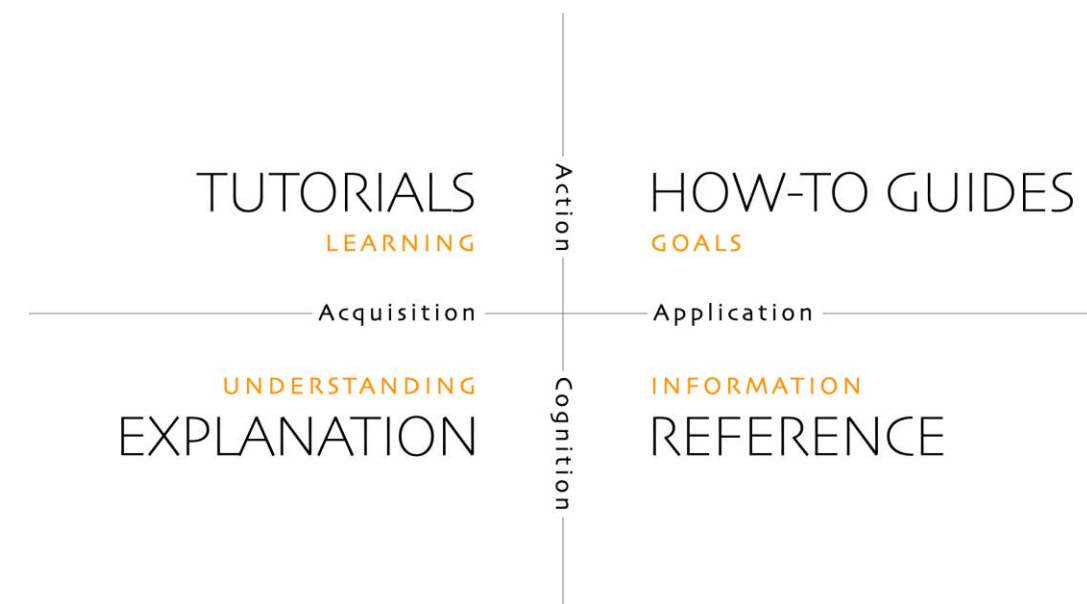 TUTORIALS
LEARNING
Action
HOW-TO GUIDES
GOALS
Acquisition
Application
UNDERSTANDING
EXPLANATION
Cognition
INFORMATION
REFERENCE